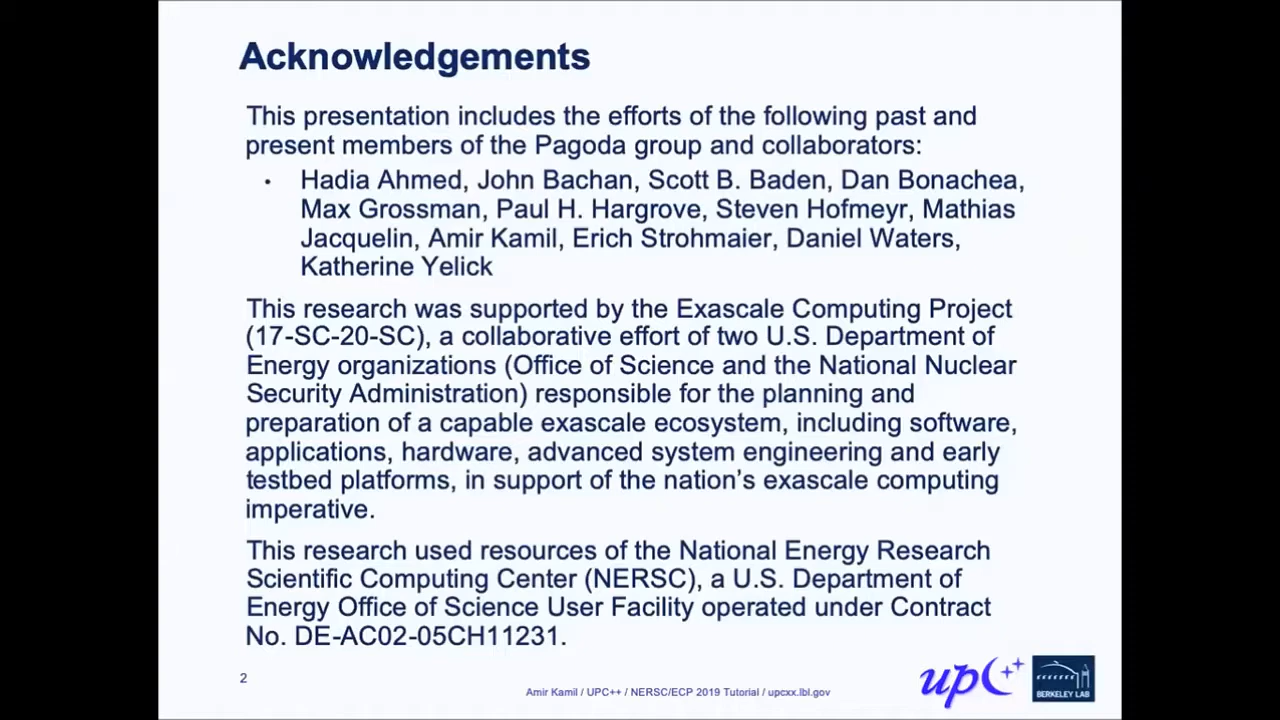 Acknowledgements
This presentation includes the efforts of the following past and
present members of the Pagoda group and collaborators:
• Hadia Ahmed, John Bachan, Scott B. Baden, Dan Bonachea,
Max Grossman, Paul H. Hargrove, Steven Hofmeyr, Mathias
Jacquelin, Amir Kamil, Erich Strohmaier, Daniel Waters,
Katherine Yelick
This research was supported by the Exascale Computing Project
(17-SC-20-SC), a collaborative effort of two U.S. Department of
Energy organizations (Office of Science and the National Nuclear
Security Administration) responsible for the planning and
preparation of a capable exascale ecosystem, including software,
applications, hardware, advanced system engineering and early
testbed platforms, in support of the nation’s exascale computing
imperative.
This research used resources of the National Energy Research
Scientific Computing Center (NERSC), a U.S. Department of
Energy Office of Science User Facility operated under Contract
No. DE-AC02-05CH11231.
2
Amir Kamil / UPC++ / NERSC/ECP 2019 Tutorial / upcxx.lbl.gov
upc++
BERKELEY LAB